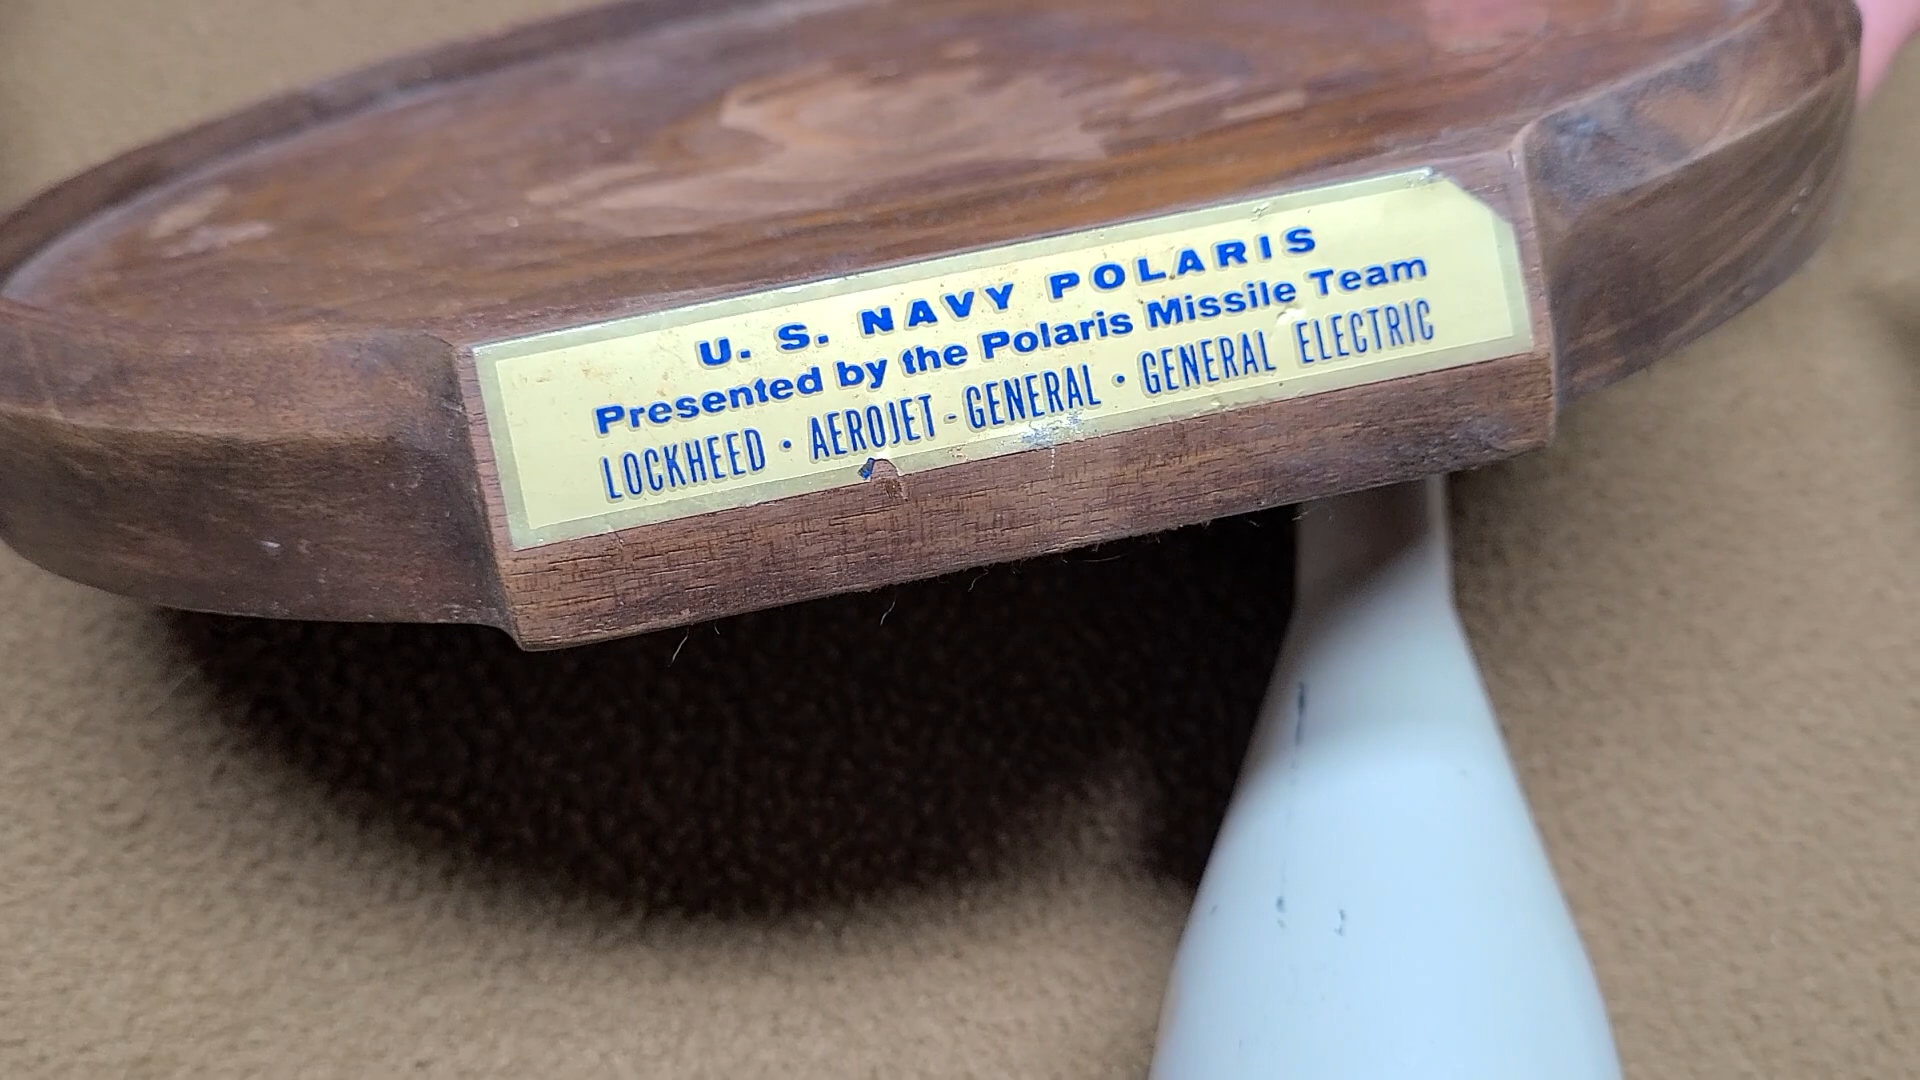 U. S. NAVY POLARIS
Presented by the Polaris Missile Team
LOCKHEED • AEROJET-GENERAL • GENERAL ELECTRIC